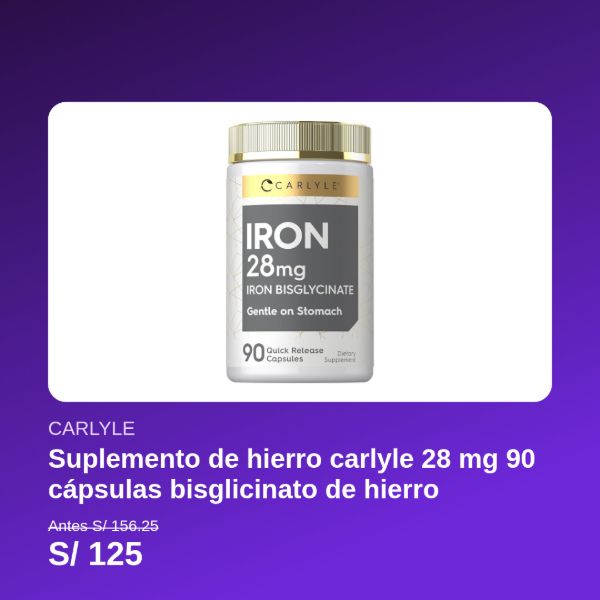 CARLYLE
IRON
28mg
IRON BISGLYCINATE
Gentle on Stomach
90 Quick Release
Capsules
Dietary
Supplement
CARLYLE
Suplemento de hierro carlyle 28 mg 90
cápsulas bisglicinato de hierro
Antes S/ 156.25
S/ 125